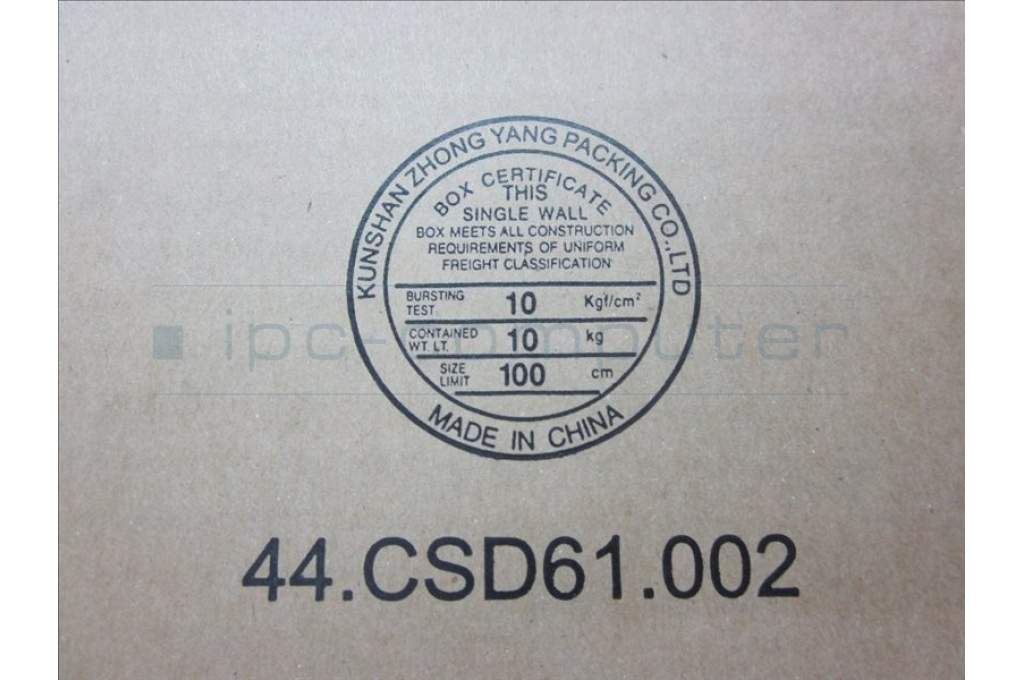 KUNSHAN ZHONG YANG PACKING CO.,LTD
BOX CERTIFICATE
THIS
SINGLE WALL
BOX MEETS ALL CONSTRUCTION
REQUIREMENTS OF UNIFORM
FREIGHT CLASSIFICATION
BURSTING TEST 10 Kgf/cm²
CONTAINED WT. LT. 10 kg
SIZE LIMIT 100 cm
MADE IN CHINA
ipc-computer
44.CSD61.002